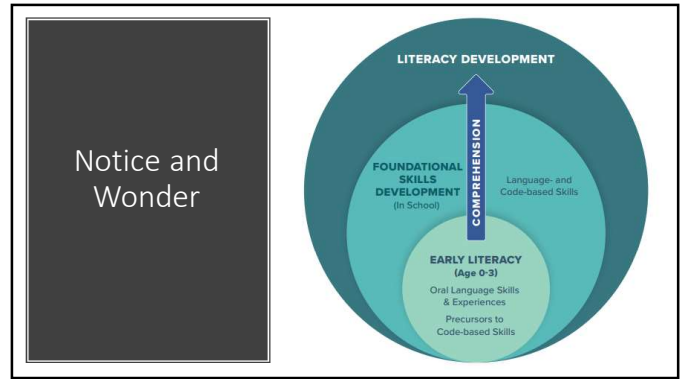 Notice and
Wonder
LITERACY DEVELOPMENT
COMPREHENSION
FOUNDATIONAL
SKILLS
DEVELOPMENT
(In School)
Language- and
Code-based Skills
EARLY LITERACY
(Age 0-3)
Oral Language Skills
& Experiences
Precursors to
Code-based Skills